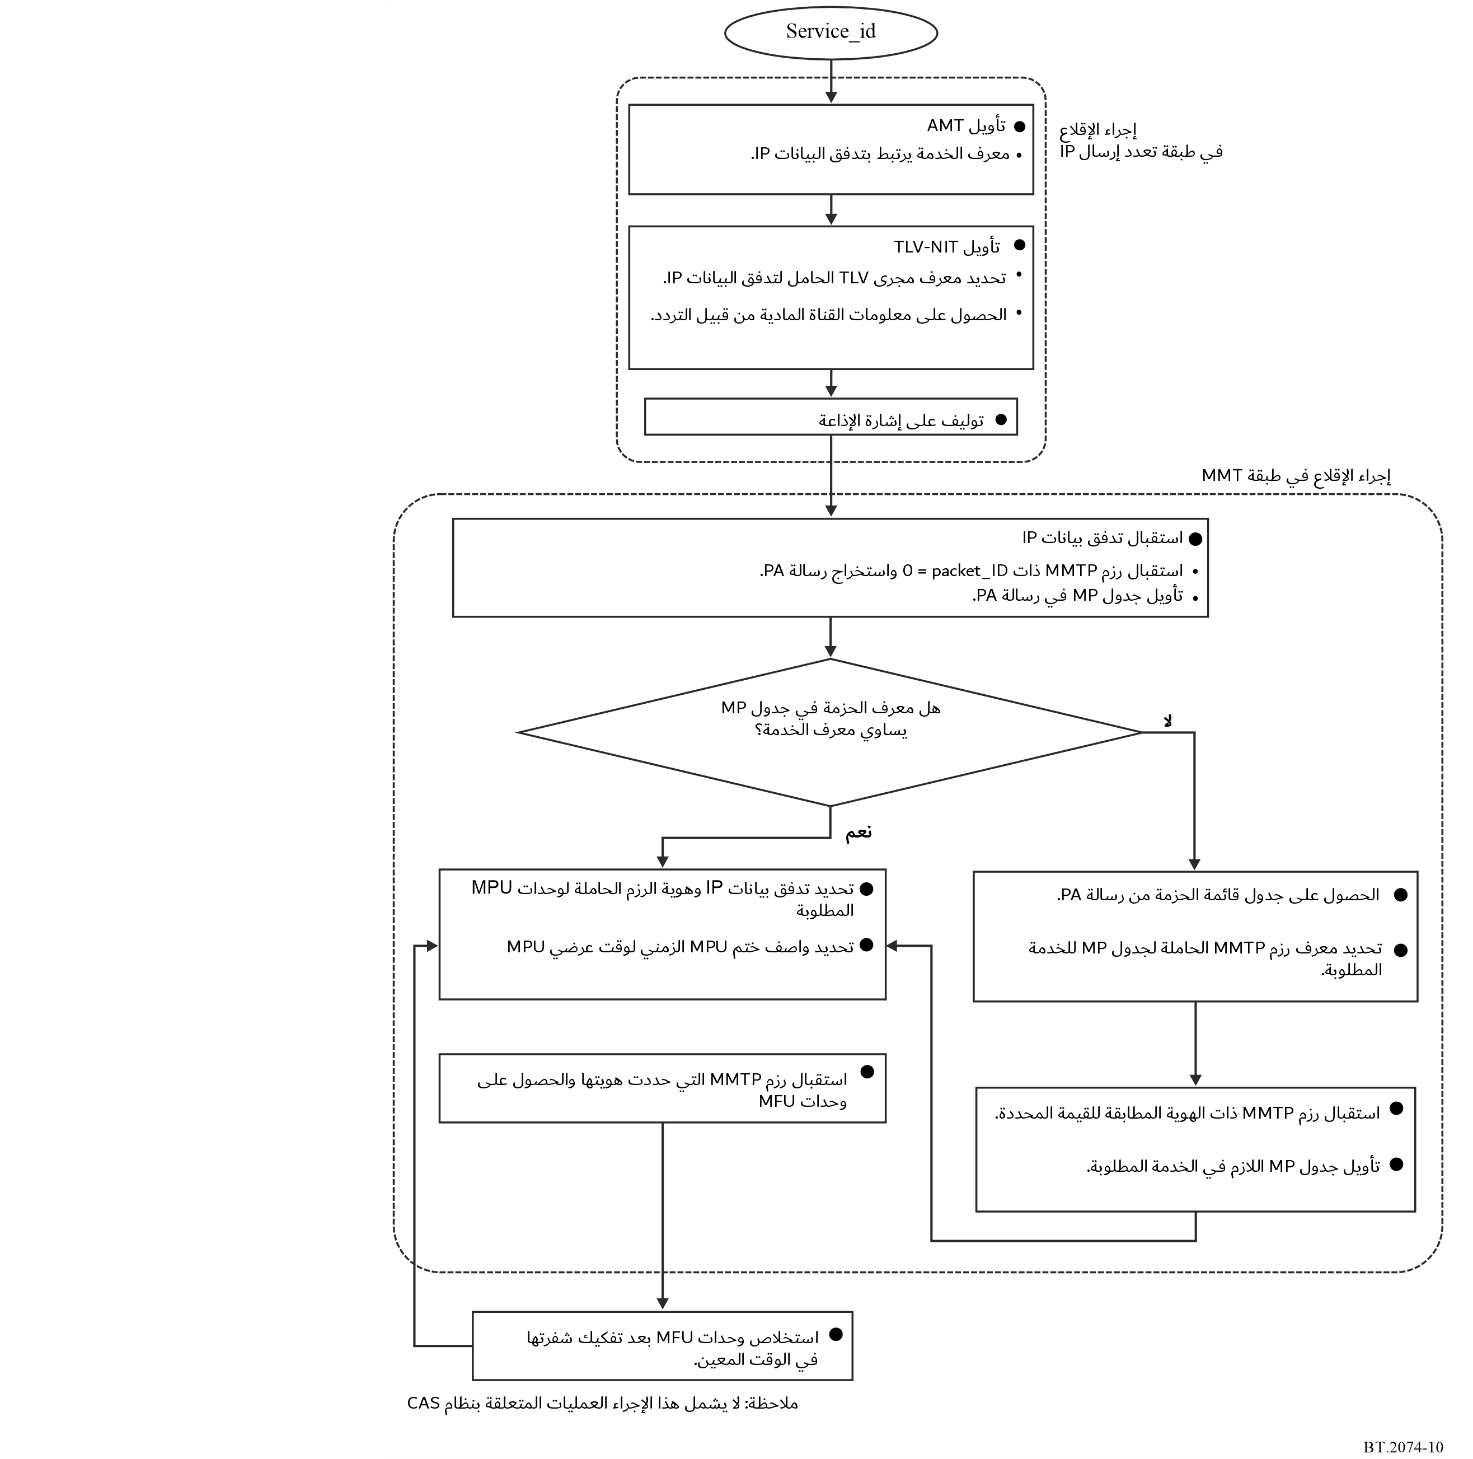 Service_id
تأويل AMT
معرف الخدمة يرتبط بتدفق البيانات IP.
إجراء الإقلاع
في طبقة تعدد إرسال IP
تأويل TLV-NIT
تحديد معرف مجرى TLV الحامل لتدفق البيانات IP.
الحصول على معلومات القناة المادية من قبيل التردد.
توليف على إشارة الإذاعة
إجراء الإقلاع في طبقة MMT
استقبال تدفق بيانات IP
استقبال رزم MMTP ذات packet_ID = 0 واستخراج رسالة PA.
تأويل جدول MP في رسالة PA.
هل معرف الحزمة في جدول MP
يساوي معرف الخدمة؟
لا
نعم
الحصول على جدول قائمة الحزمة من رسالة PA.
تحديد معرف رزم MMTP الحاملة لجدول MP للخدمة
المطلوبة.
تحديد تدفق بيانات IP وهوية الرزم الحاملة لوحدات MPU
المطلوبة
تحديد واصف ختم MPU الزمني لوقت عرضي MPU
استقبال رزم MMTP ذات الهوية المطابقة للقيمة المحددة.
تأويل جدول MP اللازم في الخدمة المطلوبة.
استقبال رزم MMTP التي حددت هويتها والحصول على
وحدات MFU
استخلاص وحدات MFU بعد تفكيك شفرتها
في الوقت المعين.
ملاحظة: لا يشمل هذا الإجراء العمليات المتعلقة بنظام CAS
BT.2074-10